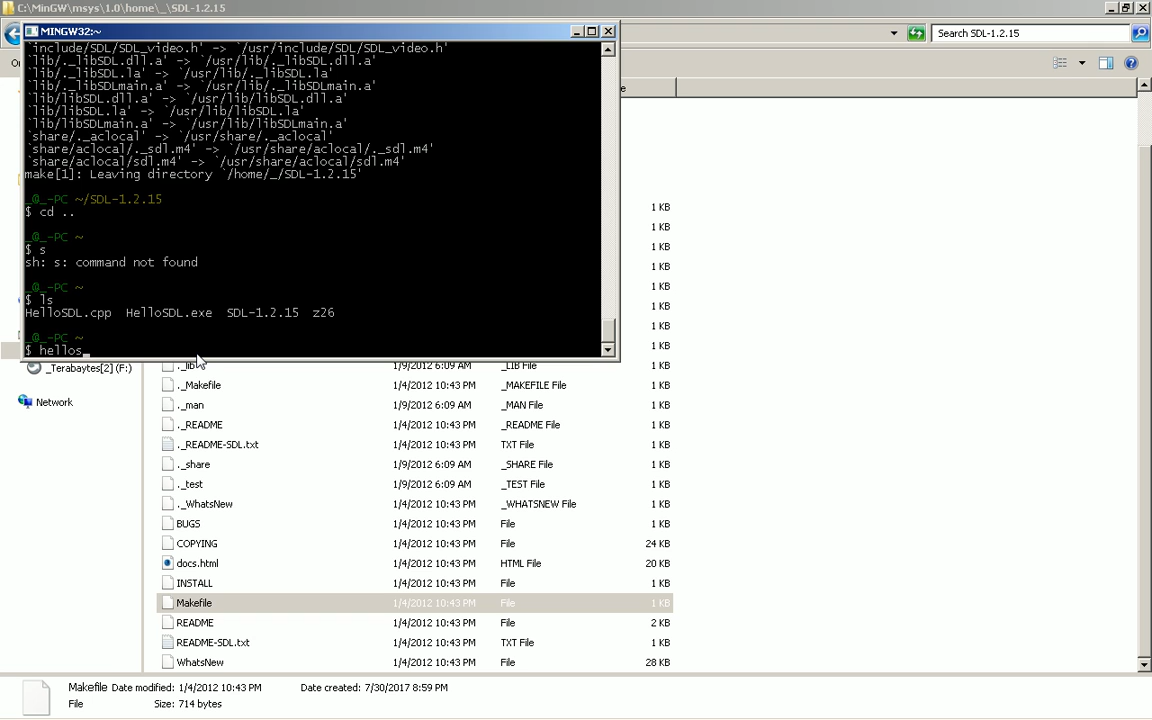 C:\MinGW\msys\1.0\home\_\SDL-1.2.15
MINGW32:~
Search SDL-1.2.15
`include/SDL/SDL_video.h' -> `/usr/include/SDL/SDL_video.h'
`lib/._libSDL.dll.a' -> `/usr/lib/._libSDL.dll.a'
`lib/._libSDL.la' -> `/usr/lib/._libSDL.la'
`lib/._libSDLmain.a' -> `/usr/lib/._libSDLmain.a'
`lib/libSDL.dll.a' -> `/usr/lib/libSDL.dll.a'
`lib/libSDL.la' -> `/usr/lib/libSDL.la'
`lib/libSDLmain.a' -> `/usr/lib/libSDLmain.a'
`share/._aclocal' -> `/usr/share/._aclocal'
`share/aclocal/._sdl.m4' -> `/usr/share/aclocal/._sdl.m4'
`share/aclocal/sdl.m4' -> `/usr/share/aclocal/sdl.m4'
make[1]: Leaving directory `/home/_/SDL-1.2.15'
_@_-PC ~/SDL-1.2.15
$ cd ..
_@_-PC ~
$ s
sh: s: command not found
_@_-PC ~
$ ls
HelloSDL.cpp HelloSDL.exe SDL-1.2.15 z26
_@_-PC ~
$ hellos_
1 KB
1 KB
1 KB
1 KB
1 KB
1 KB
1 KB
1 KB
_Terabytes[2] (F:)
Network
._lib 1/9/2012 6:09 AM _LIB File 1 KB
._Makefile 1/4/2012 10:43 PM _MAKEFILE File 1 KB
._man 1/9/2012 6:09 AM _MAN File 1 KB
._README 1/4/2012 10:43 PM _README File 1 KB
._README-SDL.txt 1/4/2012 10:43 PM TXT File 1 KB
._share 1/9/2012 6:09 AM _SHARE File 1 KB
._test 1/9/2012 6:09 AM _TEST File 1 KB
._WhatsNew 1/4/2012 10:43 PM _WHATSNEW File 1 KB
BUGS 1/4/2012 10:43 PM File 1 KB
COPYING 1/4/2012 10:43 PM File 24 KB
docs.html 1/4/2012 10:43 PM HTML File 20 KB
INSTALL 1/4/2012 10:43 PM File 1 KB
Makefile 1/4/2012 10:43 PM File 1 KB
README 1/4/2012 10:43 PM File 2 KB
README-SDL.txt 1/4/2012 10:43 PM TXT File 1 KB
WhatsNew 1/4/2012 10:43 PM File 28 KB
Makefile Date modified: 1/4/2012 10:43 PM Date created: 7/30/2017 8:59 PM
File Size: 714 bytes